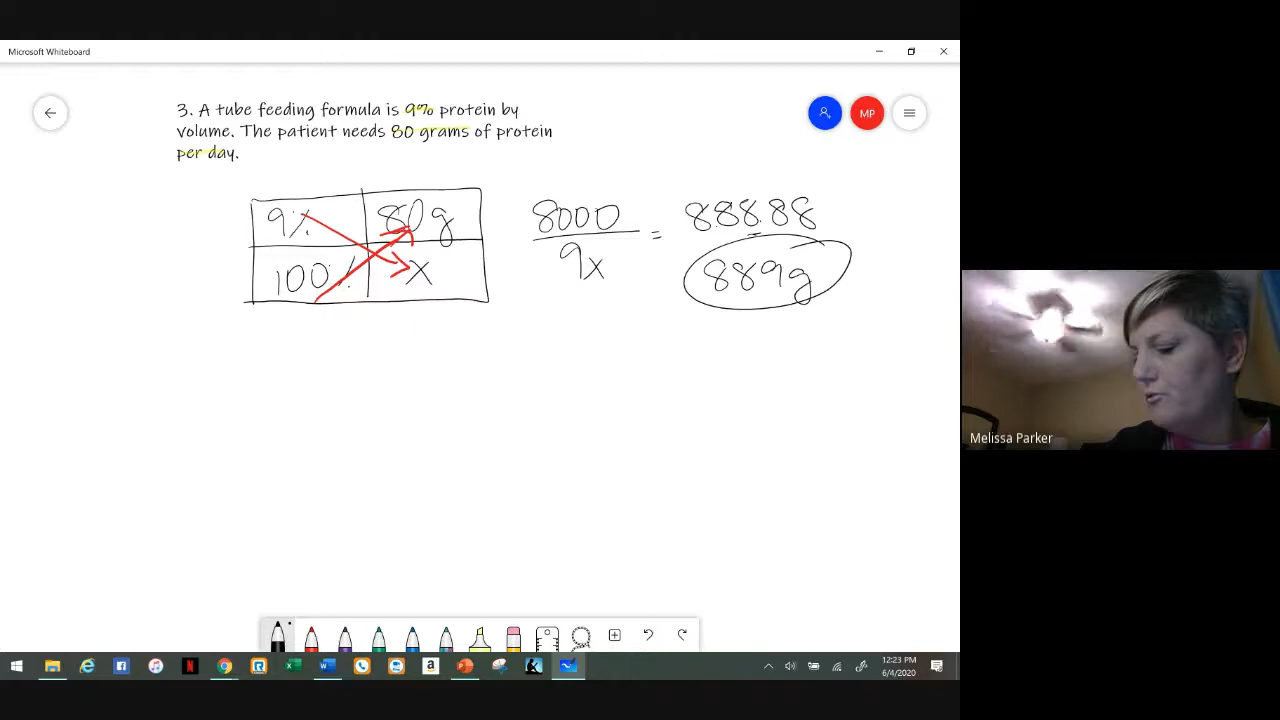 Microsoft Whiteboard
3. A tube feeding formula is 9% protein by
volume. The patient needs 80 grams of protein
per day.
MP
9% 80g
100% x
8000
9x
=
888.88
889g
Melissa Parker
12:23 PM
6/4/2020